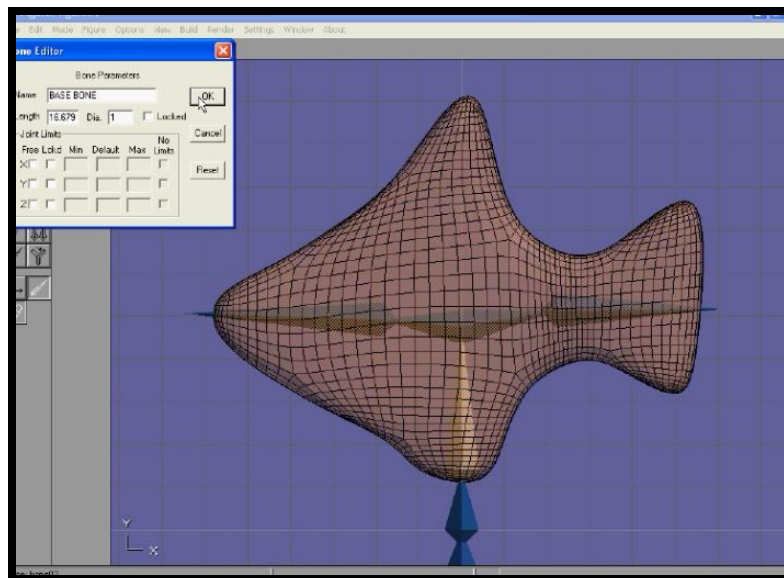 Edit Mode Figure Options View Build Render Settings Window About
one Editor
Bone Parameters
Name BASE BONE OK
Length 16.679 Dia. 1 Locked
Joint Limits No Cancel
Free Lckd Min Default Max Limits
X Reset
Y
Z
Y
X